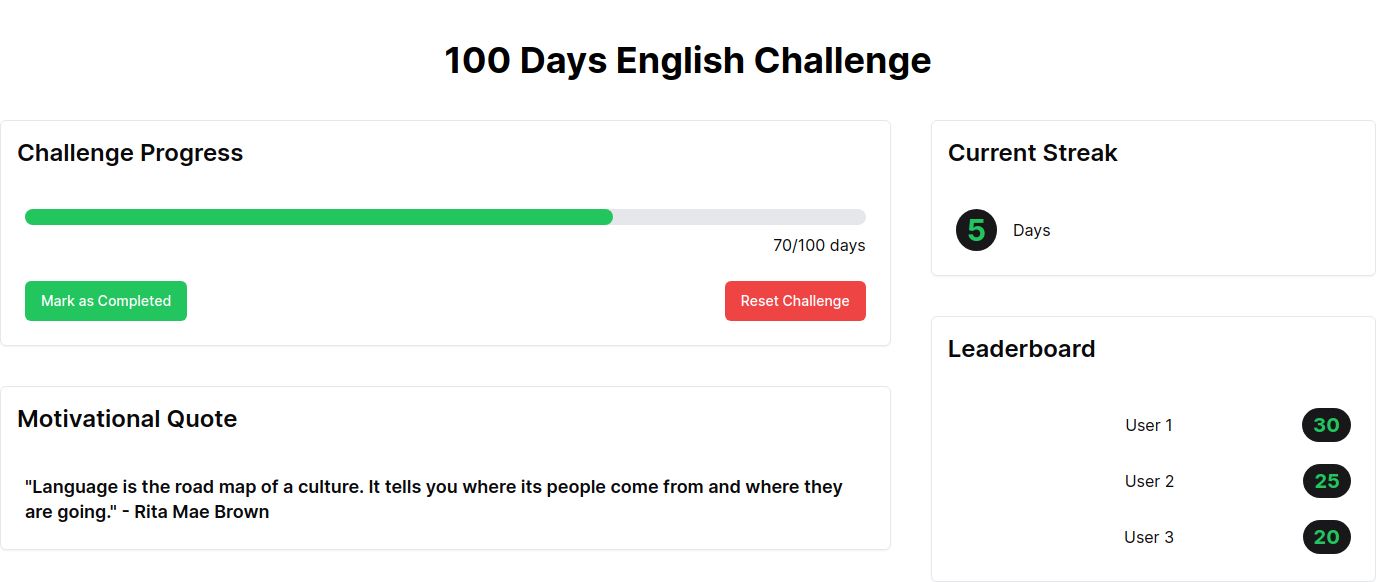 100 Days English Challenge
Challenge Progress
70/100 days
Mark as Completed
Reset Challenge
Motivational Quote
"Language is the road map of a culture. It tells you where its people come from and where they
are going." - Rita Mae Brown
Current Streak
5 Days
Leaderboard
User 1 30
User 2 25
User 3 20